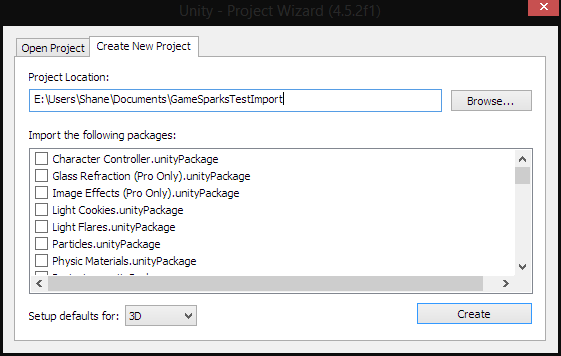 Unity - Project Wizard (4.5.2f1)
Open Project
Create New Project
Project Location:
E:\Users\Shane\Documents\GameSparksTestImport
Browse...
Import the following packages:
Character Controller.unityPackage
Glass Refraction (Pro Only).unityPackage
Image Effects (Pro Only).unityPackage
Light Cookies.unityPackage
Light Flares.unityPackage
Particles.unityPackage
Physic Materials.unityPackage
Setup defaults for: 3D
Create